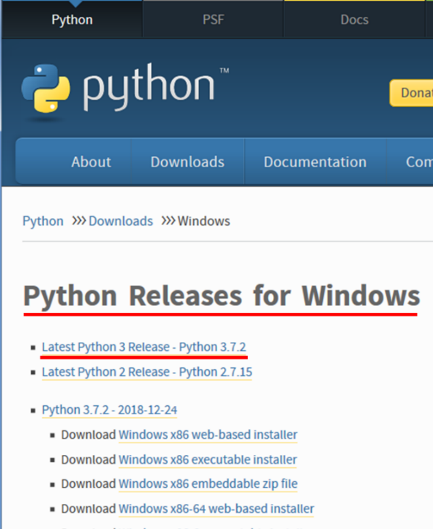 Python PSF Docs
python™
Donat
About Downloads Documentation Com
Python >>> Downloads >>> Windows
Python Releases for Windows
Latest Python 3 Release - Python 3.7.2
Latest Python 2 Release - Python 2.7.15
Python 3.7.2 - 2018-12-24
Download Windows x86 web-based installer
Download Windows x86 executable installer
Download Windows x86 embeddable zip file
Download Windows x86-64 web-based installer